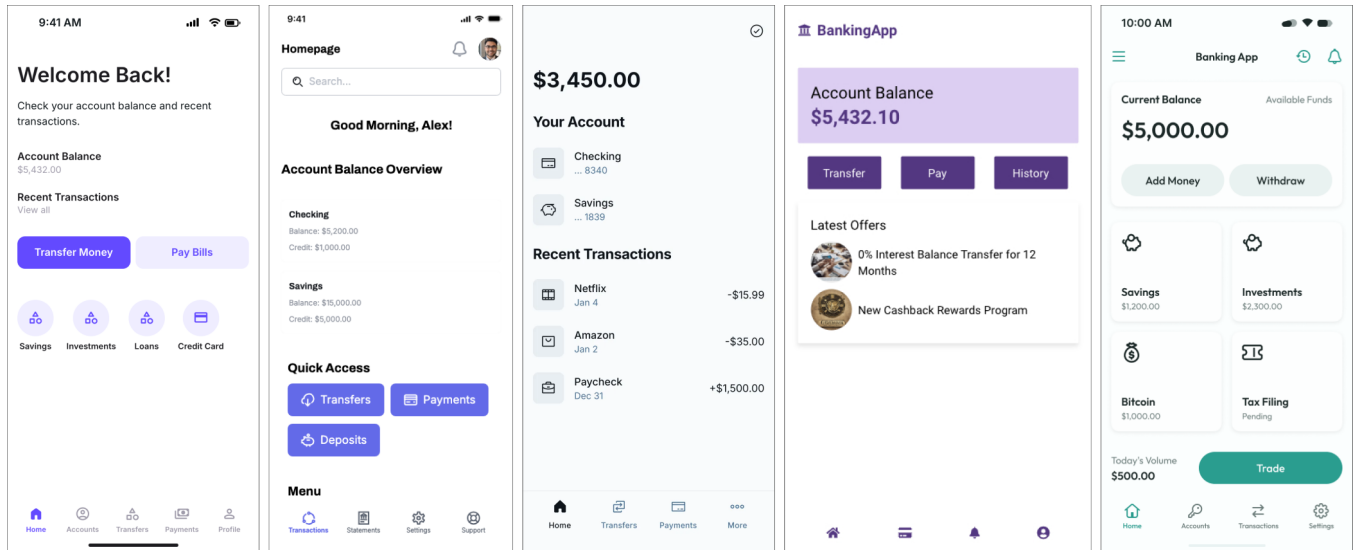 9:41 AM
Welcome Back!
Check your account balance and recent
transactions.
Account Balance
$5,432.00
Recent Transactions
View all
Transfer Money Pay Bills
Savings Investments Loans Credit Card
Home Accounts Transfers Payments Profile
9:41
Homepage
Search...
Good Morning, Alex!
Account Balance Overview
Checking
Balance: $5,200.00
Credit: $1,000.00
Savings
Balance: $15,000.00
Credit: $5,000.00
Quick Access
Transfers Payments
Deposits
Menu
Transactions Statements Settings Support
$3,450.00
Your Account
Checking
... 8340
Savings
... 1839
Recent Transactions
Netflix
Jan 4
-$15.99
Amazon
Jan 2
-$35.00
Paycheck
Dec 31
+$1,500.00
Home Transfers Payments More
BankingApp
Account Balance
$5,432.10
Transfer Pay History
Latest Offers
0% Interest Balance Transfer for 12
Months
New Cashback Rewards Program
10:00 AM
Banking App
Current Balance Available Funds
$5,000.00
Add Money Withdraw
Savings
$1,200.00
Investments
$2,300.00
Bitcoin
$1,000.00
Tax Filing
Pending
Today's Volume
$500.00
Trade
Home Accounts Transactions Settings